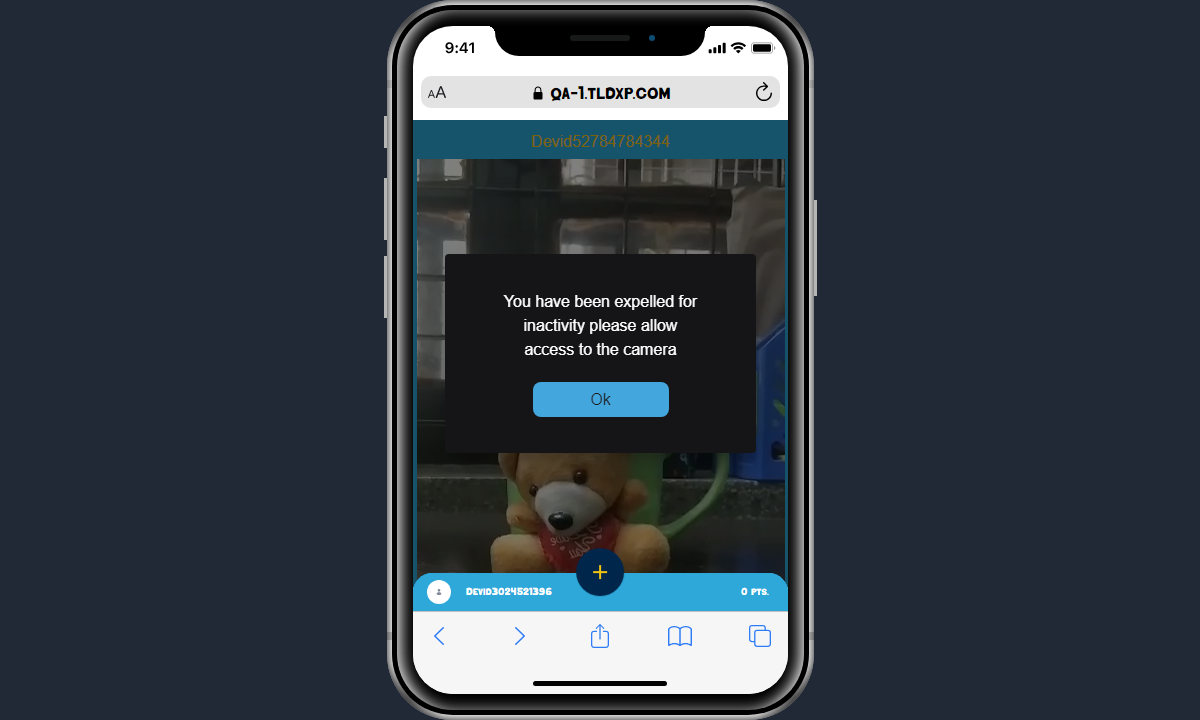 9:41
AA
QA-1.TLDXP.COM
Devid52784784344
You have been expelled for
inactivity please allow
access to the camera
Ok
DEVID3024521396
0 PTS.